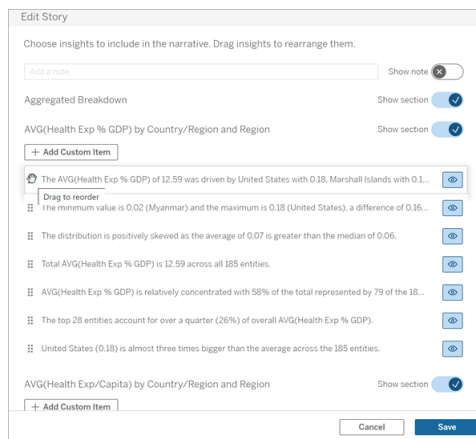 Edit Story
Choose insights to include in the narrative. Drag insights to rearrange them.
Add a note
Show note
Aggregated Breakdown
Show section
AVG(Health Exp % GDP) by Country/Region and Region
Show section
+ Add Custom Item
The AVG(Health Exp % GDP) of 12.59 was driven by United States with 0.18, Marshall Islands with 0.1...
Drag to reorder
The minimum value is 0.02 (Myanmar) and the maximum is 0.18 (United States), a difference of 0.16...
The distribution is positively skewed as the average of 0.07 is greater than the median of 0.06.
Total AVG(Health Exp % GDP) is 12.59 across all 185 entities.
AVG(Health Exp % GDP) is relatively concentrated with 58% of the total represented by 79 of the 18...
The top 28 entities account for over a quarter (26%) of overall AVG(Health Exp % GDP).
United States (0.18) is almost three times bigger than the average across the 185 entities.
AVG(Health Exp/Capita) by Country/Region and Region
Show section
+ Add Custom Item
Cancel
Save